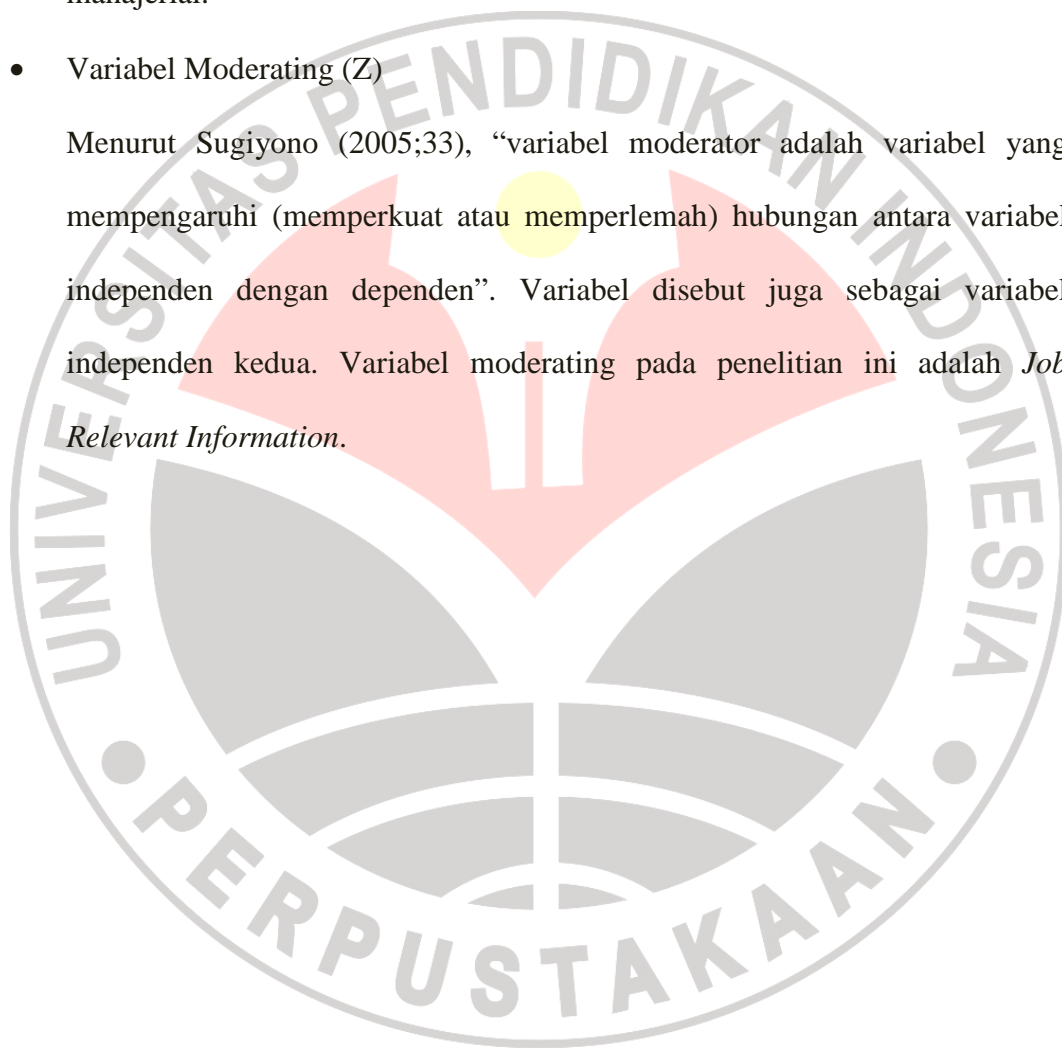 manajerial.
• Variabel Moderating (Z)
Menurut Sugiyono (2005;33), “variabel moderator adalah variabel yang
mempengaruhi (memperkuat atau memperlemah) hubungan antara variabel
independen dengan dependen”. Variabel disebut juga sebagai variabel
independen kedua. Variabel moderating pada penelitian ini adalah Job
Relevant Information.
UNIVERSITAS PENDIDIKAN INDONESIA
PERPUSTAKAAN